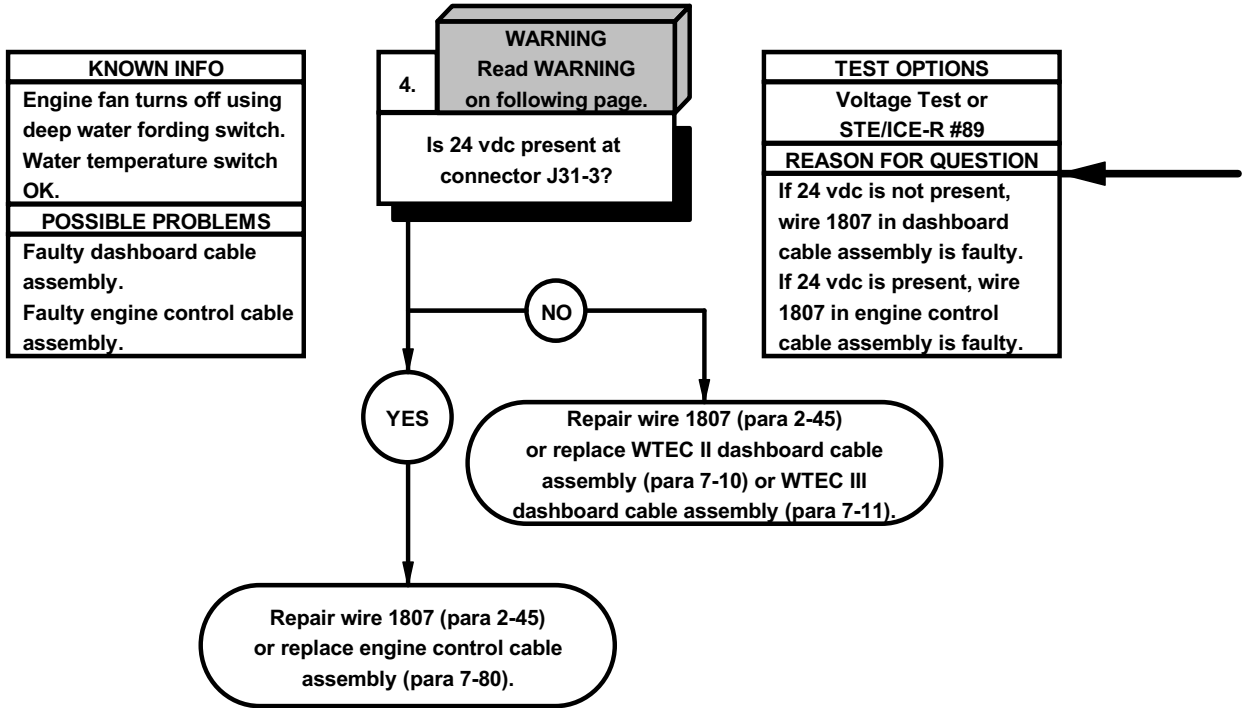 KNOWN INFO
Engine fan turns off using
deep water fording switch.
Water temperature switch
OK.
POSSIBLE PROBLEMS
Faulty dashboard cable
assembly.
Faulty engine control cable
assembly.
4.
WARNING
Read WARNING
on following page.
Is 24 vdc present at
connector J31-3?
TEST OPTIONS
Voltage Test or
STE/ICE-R #89
REASON FOR QUESTION
If 24 vdc is not present,
wire 1807 in dashboard
cable assembly is faulty.
If 24 vdc is present, wire
1807 in engine control
cable assembly is faulty.
NO
YES
Repair wire 1807 (para 2-45)
or replace WTEC II dashboard cable
assembly (para 7-10) or WTEC III
dashboard cable assembly (para 7-11).
Repair wire 1807 (para 2-45)
or replace engine control cable
assembly (para 7-80).